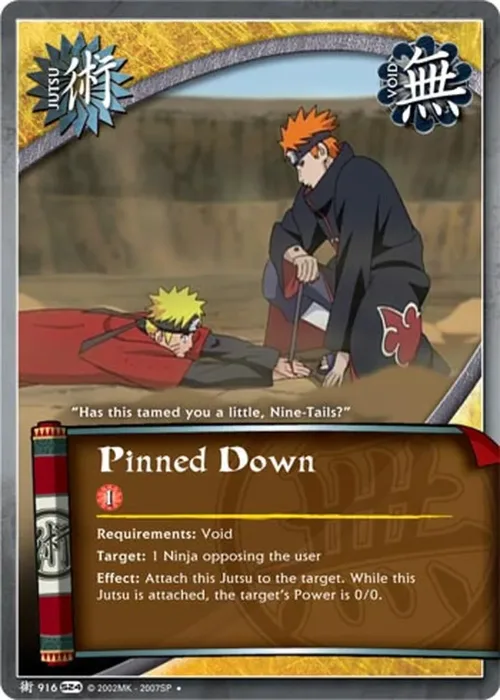 JUTSU 術
VOID 無
"Has this tamed you a little, Nine-Tails?"
Pinned Down
1
Requirements: Void
Target: 1 Ninja opposing the user
Effect: Attach this Jutsu to the target. While this
Jutsu is attached, the target's Power is 0/0.
術
術 916 S24 © 2002MK - 2007SP